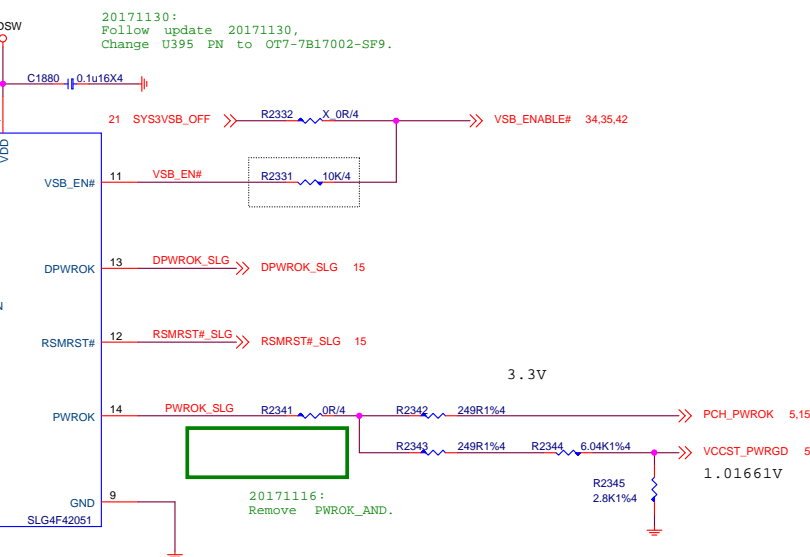 DSW
20171130:
Follow update 20171130,
Change U395 PN to OT7-7B17002-SF9.
C1880 0.1u16X4
21 SYS3VSB_OFF R2332 X_0R/4 VSB_ENABLE# 34,35,42
VDD
VSB_EN# 11 VSB_EN# R2331 10K/4
DPWROK 13 DPWROK_SLG DPWROK_SLG 15
RSMRST# 12 RSMRST#_SLG RSMRST#_SLG 15
3.3V
PWROK 14 PWROK_SLG R2341 0R/4 R2342 249R1%4 PCH_PWROK 5,15
R2343 249R1%4 R2344 6.04K1%4 VCCST_PWRGD 5
1.01661V
R2345
2.8K1%4
20171116:
Remove PWROK_AND.
GND 9
SLG4F42051